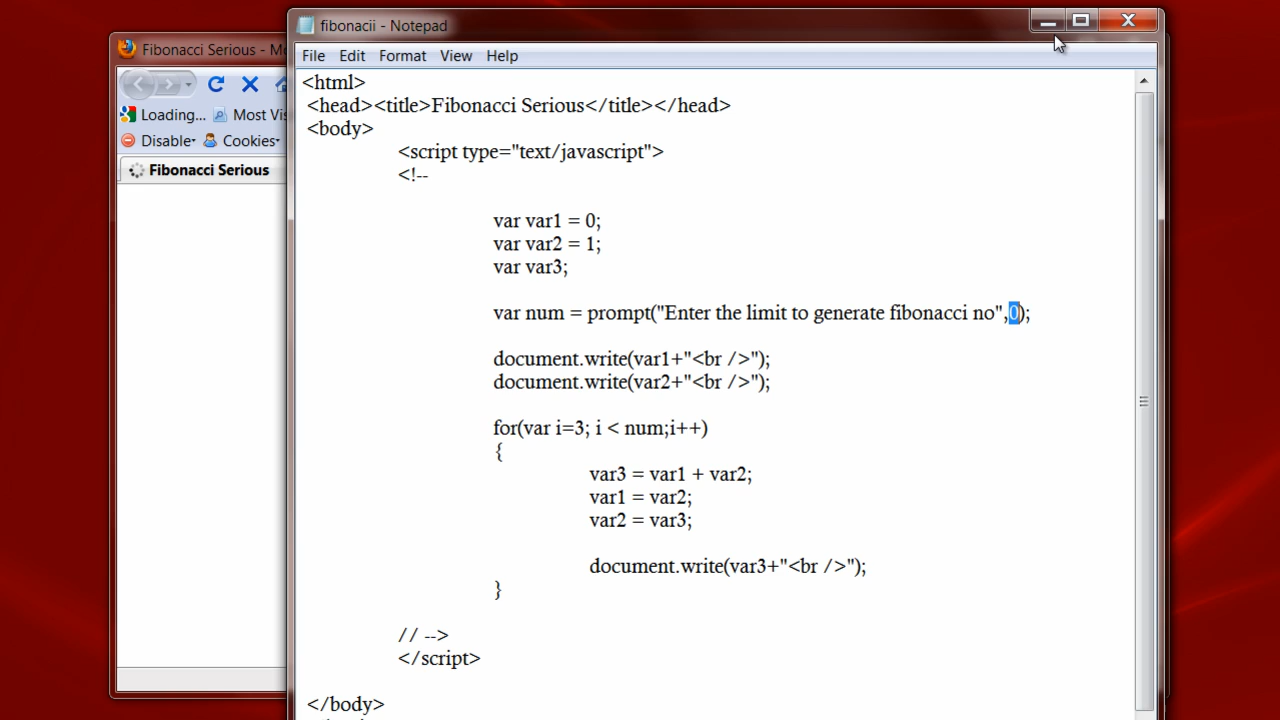 fibonacii - Notepad
File Edit Format View Help
<html>
<head><title>Fibonacci Serious</title></head>
<body>
<script type="text/javascript">
<!--
var var1 = 0;
var var2 = 1;
var var3;
var num = prompt("Enter the limit to generate fibonacci no",0);
document.write(var1+"<br />");
document.write(var2+"<br />");
for(var i=3; i < num;i++)
{
var3 = var1 + var2;
var1 = var2;
var2 = var3;
document.write(var3+"<br />");
}
// -->
</script>
</body>
Fibonacci Serious - M
Loading... Most Vis
Disable Cookies
Fibonacci Serious